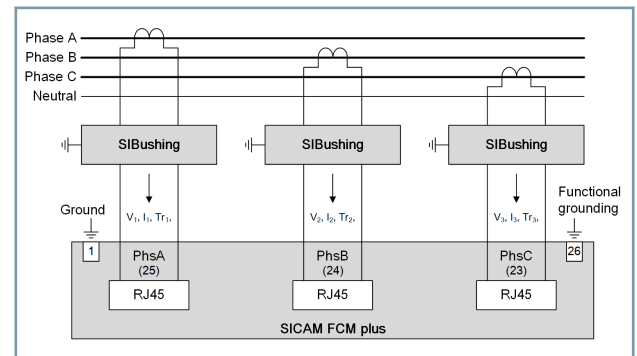 Phase A
Phase B
Phase C
Neutral
SIBushing SIBushing SIBushing
Ground
Functional
grounding
V₁, I₁, Tr₁, V₂, I₂, Tr₂, V₃, I₃, Tr₃,
1 PhsA PhsB PhsC 26
(25) (24) (23)
RJ45 RJ45 RJ45
SICAM FCM plus